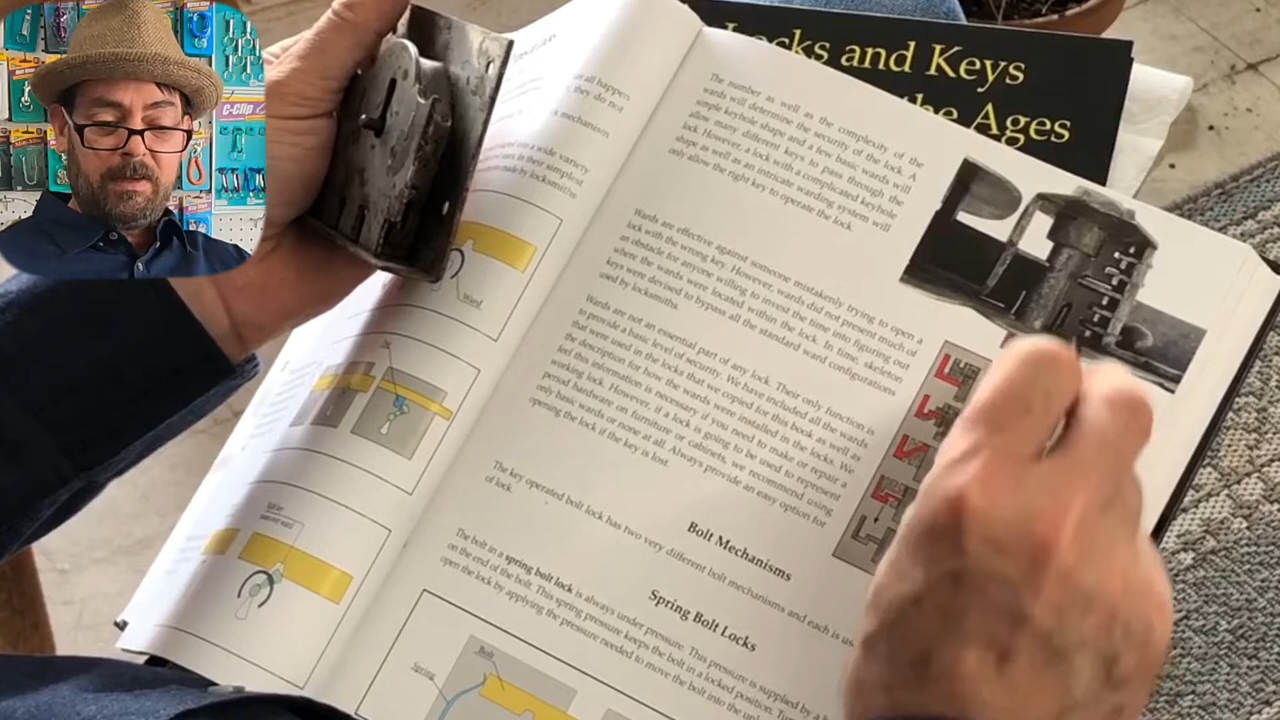 C-CLIP
Locks and Keys
the Ages
all happen
they do not
mechanism
a wide variety
in their simplest
made by locksmiths
Ward
The number as well as the complexity of the
wards will determine the security of the lock. A
simple keyhole shape and a few basic wards will
allow many different keys to pass through the
lock. However, a lock with a complicated keyhole
shape as well as an intricate warding system will
only allow the right key to operate the lock.
Wards are effective against someone mistakenly trying to open a
lock with the wrong key. However, wards did not present much of
an obstacle for anyone willing to invest the time into figuring out
where the wards were located within the lock. In time, skeleton
keys were devised to bypass all the standard ward configurations
used by locksmiths.
Wards are not an essential part of any lock. Their only function is
to provide a basic level of security. We have included all the wards
that were used in the locks that we copied for this book as well as
the description for how the wards were installed in the locks. We
feel this information is necessary if you need to make or repair a
working lock. However, if a lock is going to be used to represent
period hardware on furniture or cabinets, we recommend using
only basic wards or none at all. Always provide an easy option for
opening the lock if the key is lost.
Bolt Mechanisms
The key operated bolt lock has two very different bolt mechanisms and each is
of lock.
Spring Bolt Locks
The bolt in a spring bolt lock is always under pressure. This pressure is supplied by a
on the end of the bolt. This spring pressure keeps the bolt in a locked position.
open the lock by applying the pressure needed to move the bolt into the
Bolt
Spring